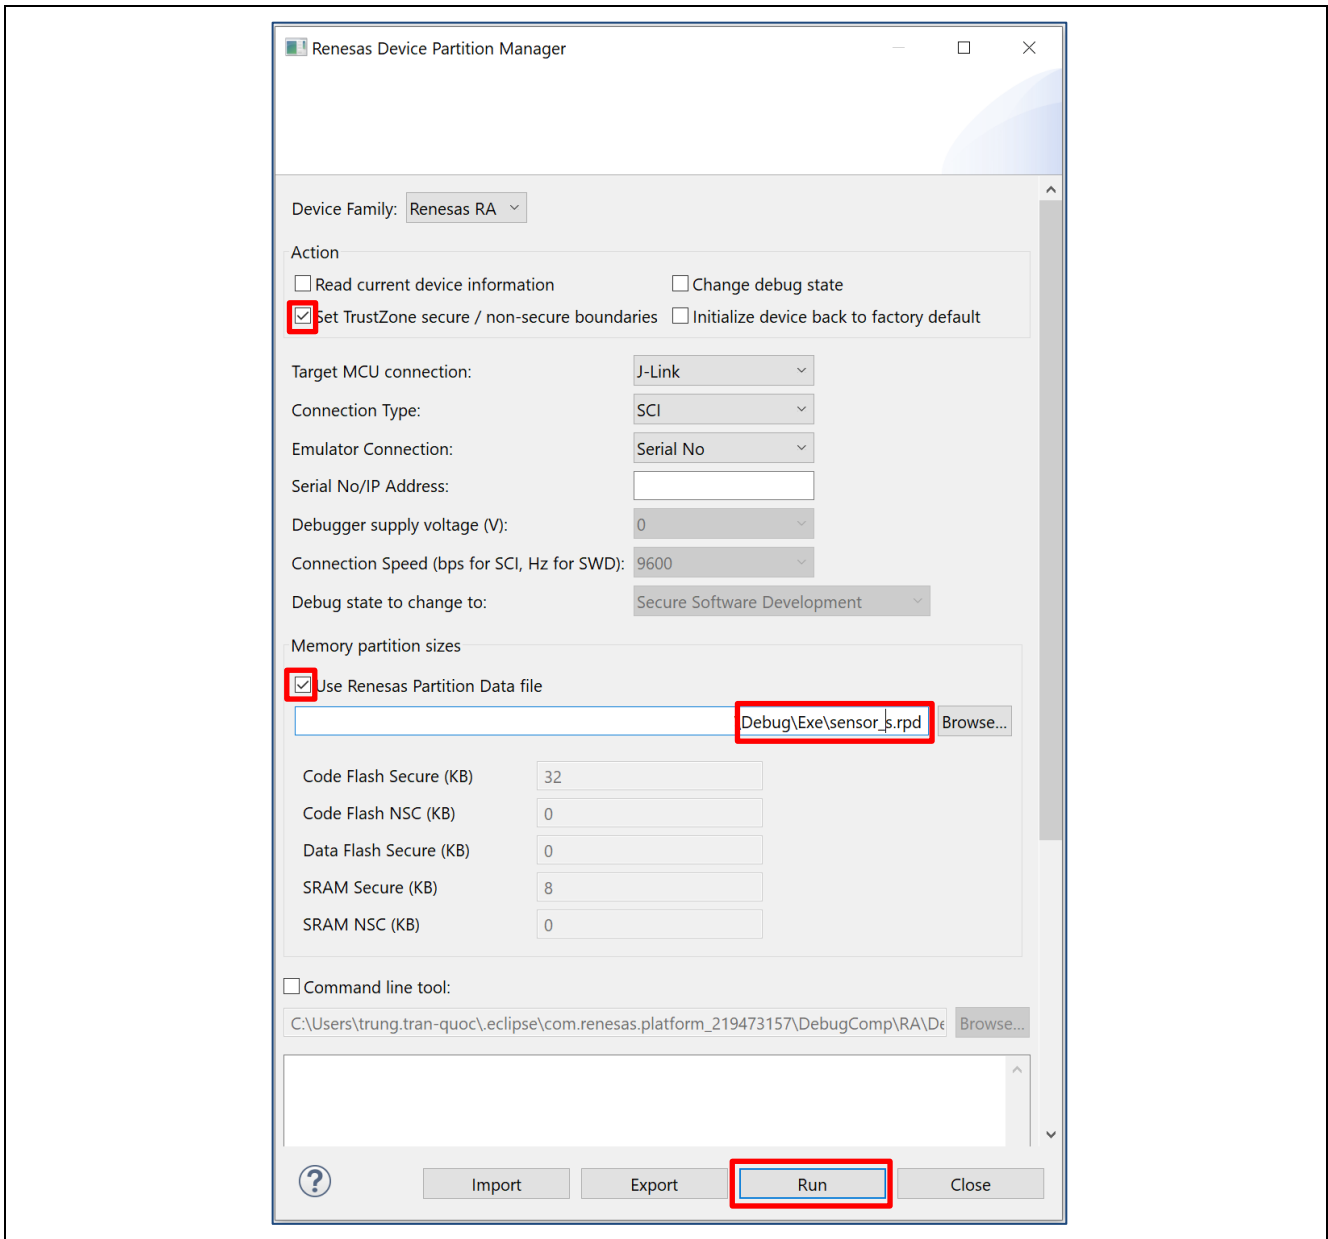 Renesas Device Partition Manager
Device Family: Renesas RA
Action
Read current device information Change debug state
Set TrustZone secure / non-secure boundaries Initialize device back to factory default
Target MCU connection: J-Link
Connection Type: SCI
Emulator Connection: Serial No
Serial No/IP Address:
Debugger supply voltage (V): 0
Connection Speed (bps for SCI, Hz for SWD): 9600
Debug state to change to: Secure Software Development
Memory partition sizes
Use Renesas Partition Data file
\Debug\Exe\sensor_s.rpd Browse...
Code Flash Secure (KB) 32
Code Flash NSC (KB) 0
Data Flash Secure (KB) 0
SRAM Secure (KB) 8
SRAM NSC (KB) 0
Command line tool:
C:\Users\trung.tran-quoc\.eclipse\com.renesas.platform_219473157\DebugComp\RA\De Browse...
? Import Export Run Close